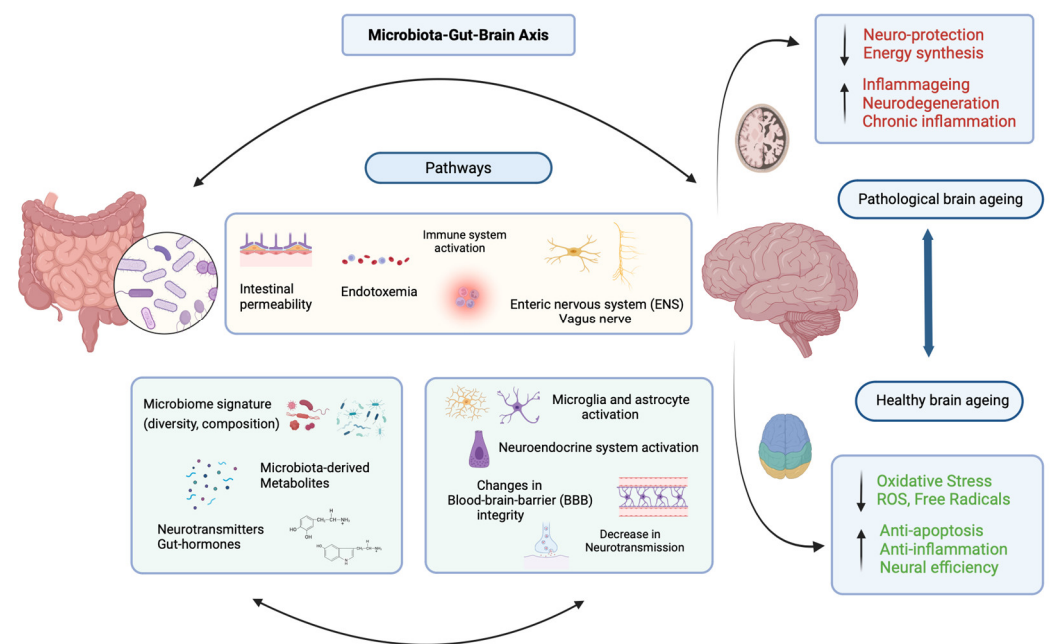 Microbiota-Gut-Brain Axis
Neuro-protection
Energy synthesis
Inflammageing
Neurodegeneration
Chronic inflammation
Pathways
Pathological brain ageing
Intestinal
permeability
Endotoxemia
Immune system
activation
Enteric nervous system (ENS)
Vagus nerve
Healthy brain ageing
Microbiome signature
(diversity, composition)
Microbiota-derived
Metabolites
Neurotransmitters
Gut-hormones
Microglia and astrocyte
activation
Neuroendocrine system activation
Changes in
Blood-brain-barrier (BBB)
integrity
Decrease in
Neurotransmission
Oxidative Stress
ROS, Free Radicals
Anti-apoptosis
Anti-inflammation
Neural efficiency